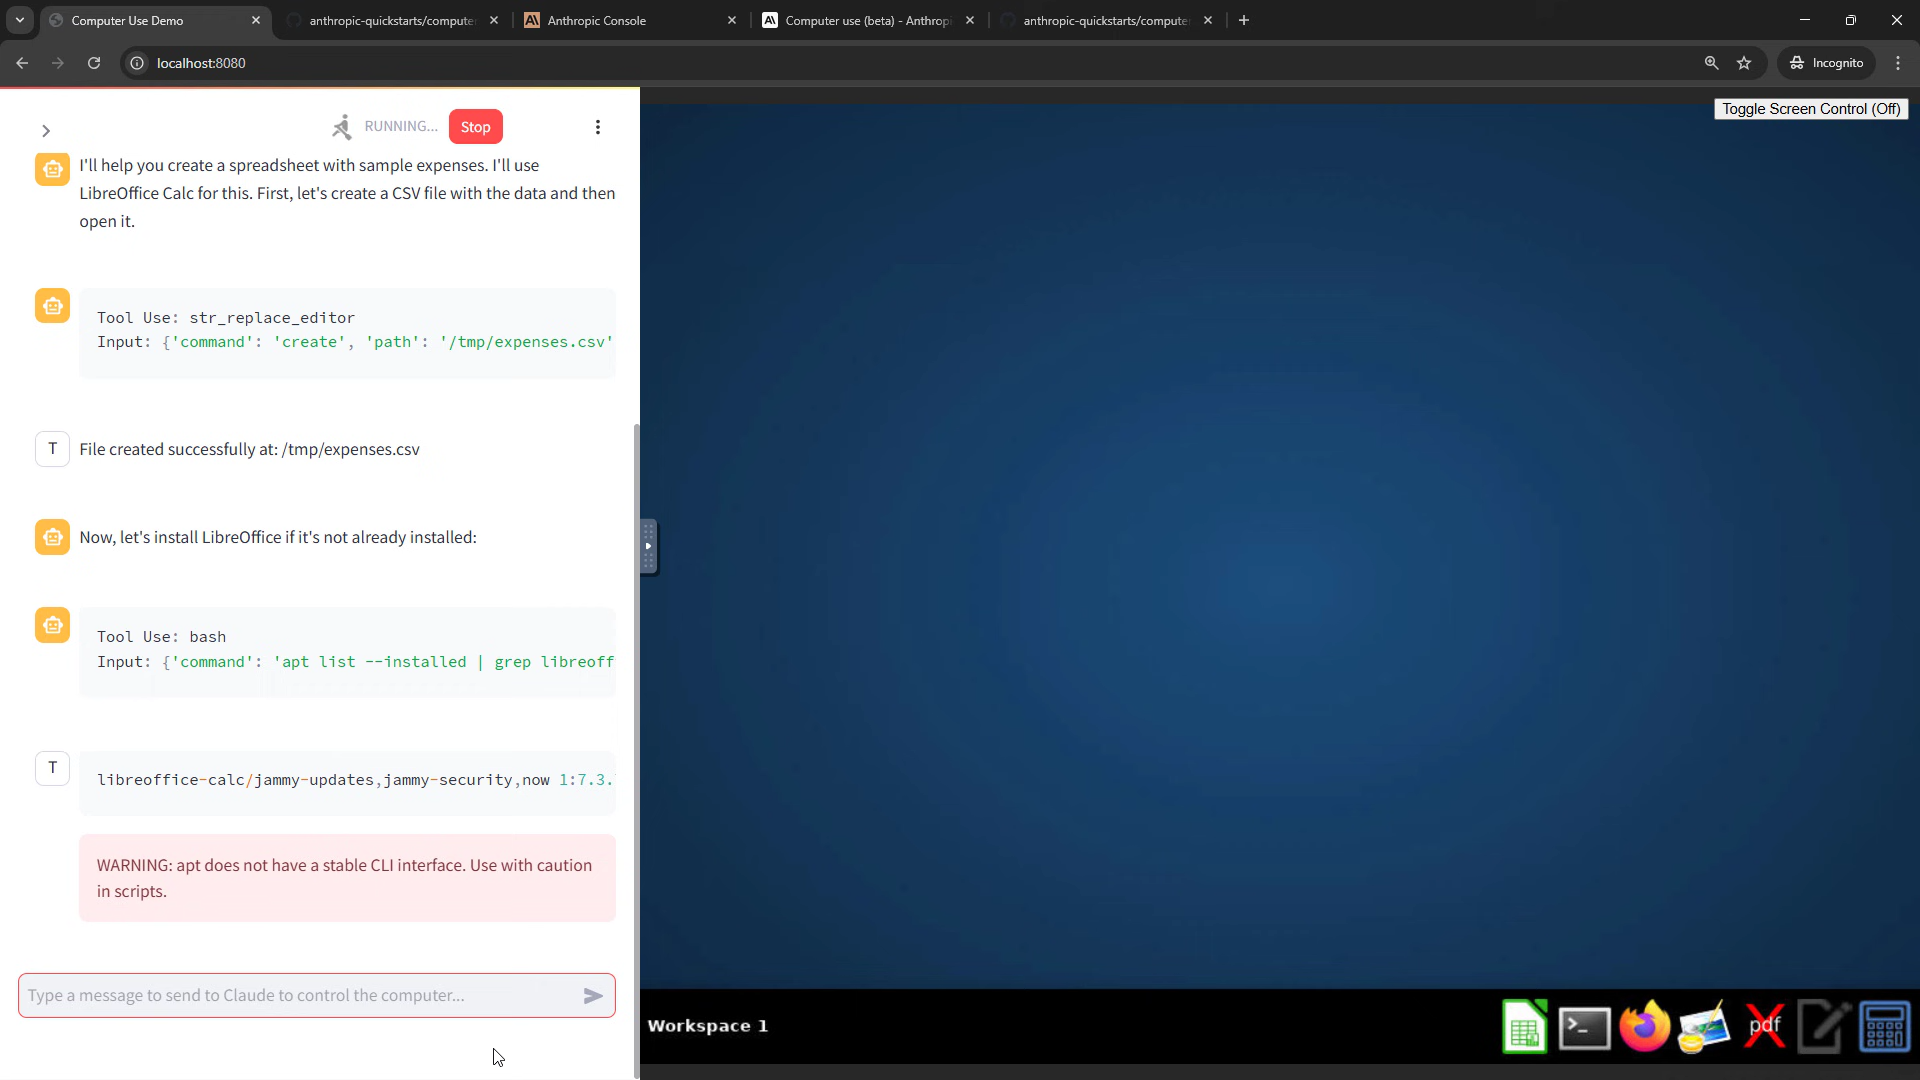 Computer Use Demo
anthropic-quickstarts/compute
Anthropic Console
Computer use (beta) - Anthropi
anthropic-quickstarts/compute
localhost:8080
Incognito
RUNNING...
Stop
Toggle Screen Control (Off)
I'll help you create a spreadsheet with sample expenses. I'll use
LibreOffice Calc for this. First, let's create a CSV file with the data and then
open it.
Tool Use: str_replace_editor
Input: {'command': 'create', 'path': '/tmp/expenses.csv'
T
File created successfully at: /tmp/expenses.csv
Now, let's install LibreOffice if it's not already installed:
Tool Use: bash
Input: {'command': 'apt list --installed | grep libreoff
T
libreoffice-calc/jammy-updates,jammy-security,now 1:7.3.
WARNING: apt does not have a stable CLI interface. Use with caution
in scripts.
Type a message to send to Claude to control the computer...
Workspace 1
pdf